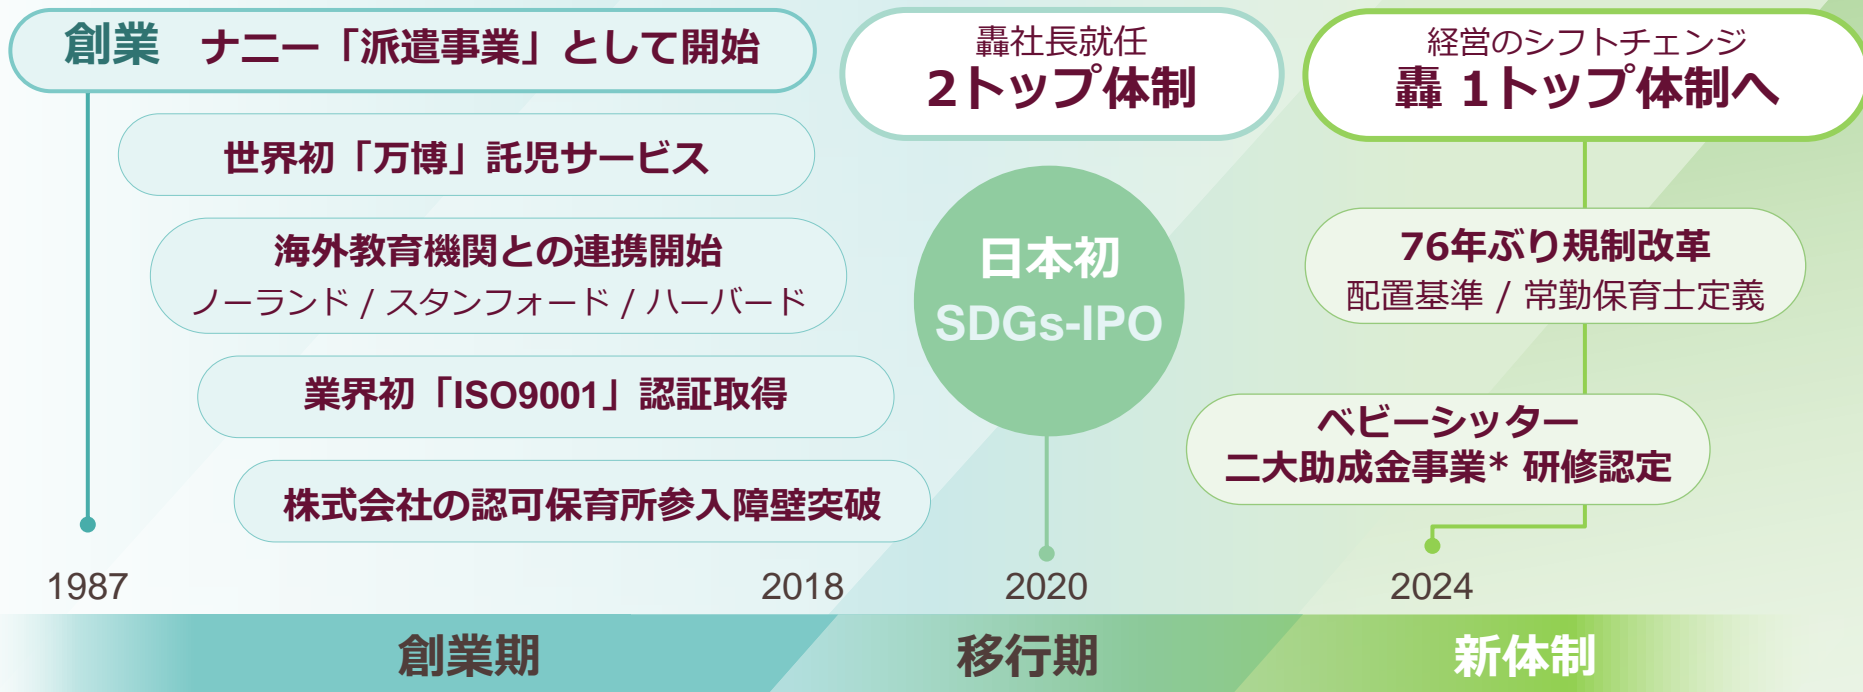 創業 ナニー「派遣事業」として開始
世界初「万博」託児サービス
海外教育機関との連携開始
ノーランド / スタンフォード / ハーバード
業界初「ISO9001」認証取得
株式会社の認可保育所参入障壁突破
轟社長就任
2トップ体制
日本初
SDGs-IPO
経営のシフトチェンジ
轟 1トップ体制へ
76年ぶり規制改革
配置基準 / 常勤保育士定義
ベビーシッター
二大助成金事業* 研修認定
1987
2018
2020
2024
創業期
移行期
新体制